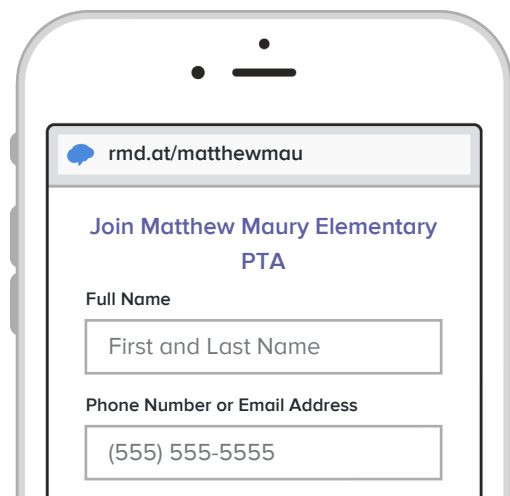 rmd.at/matthewmau
Join Matthew Maury Elementary
PTA
Full Name
First and Last Name
Phone Number or Email Address
(555) 555-5555